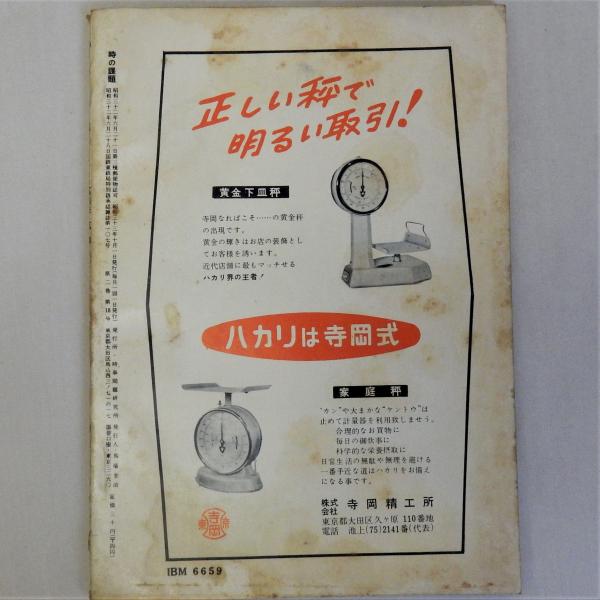 正しい秤で
明るい取引!
黄金下皿秤
寺岡なればこそ……の黄金秤
の出現です。
黄金の輝きはお店の装飾とし
てお客様を誘います。
近代店舗に最もマッチせる
ハカリ界の王者!
ハカリは寺岡式
家庭秤
“カン”や大まかな“ケントウ”は
止めて計量器を利用致しませう。
合理的なお買物に
毎日の御炊事に
科学的な栄養摂取に
日常生活の無駄や無理を避ける
一番手近な道はハカリをお備え
になる事です。
株式会社 寺岡精工所
東京都大田区久ヶ原 110番地
電話 池上(75)2141番(代表)
寺岡
IBM 6659
時の課題
第二巻 第10号